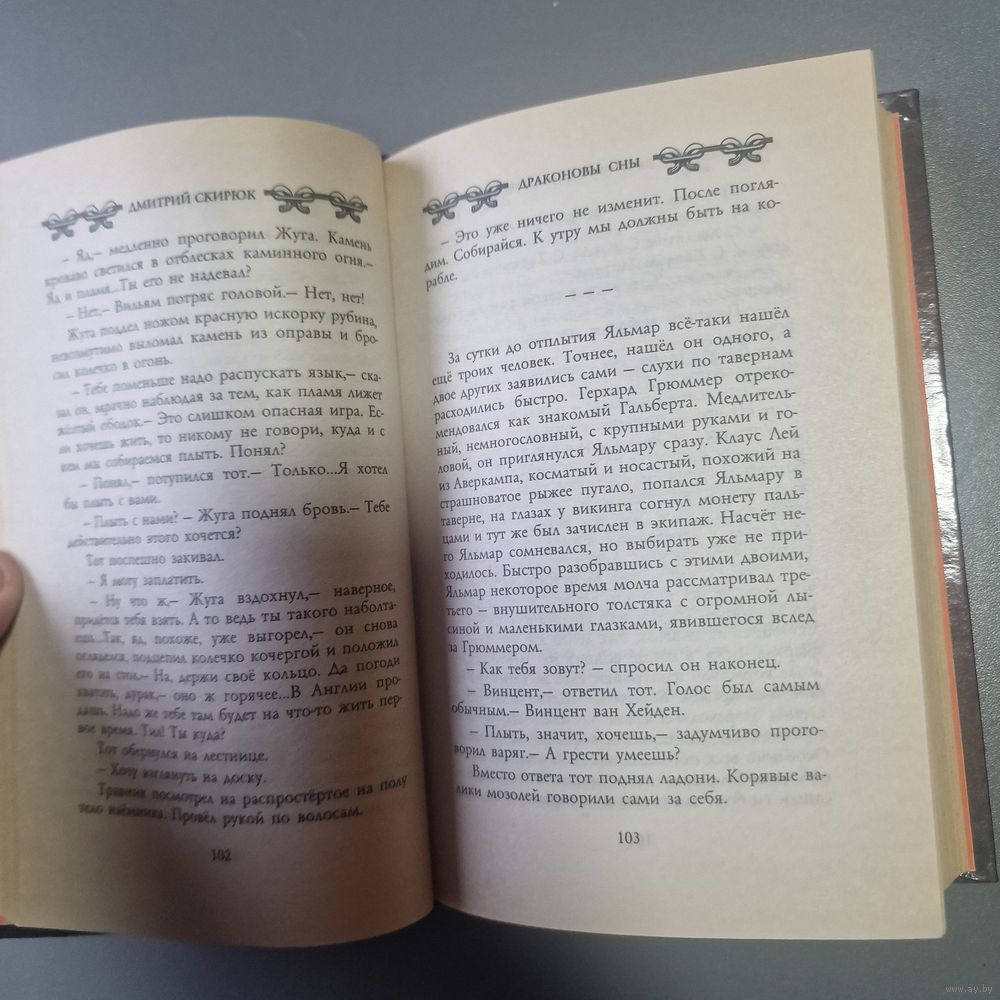 ДМИТРИЙ СКИРЮК
– Яд,– медленно проговорил Жуга. Камень
кроваво светился в отблесках каминного огня.–
Яд и пламя...Ты его не надевал?
– Нет,– Вильям потряс головой.– Нет, нет!
Жуга поддел ножом красную искорку рубина,
невозмутимо выломал камень из оправы и бро-
сил колечко в огонь.
– Тебе поменьше надо распускать язык,– ска-
зал он, мрачно наблюдая за тем, как пламя лижет
жёлтый ободок.– Это слишком опасная игра. Ес-
ли хочешь жить, то никому не говори, куда и с
кем мы собираемся плыть. Понял?
– Понял,– потупился тот.– Только...Я хотел
бы плыть с вами.
– Плыть с нами? – Жуга поднял бровь.– Тебе
действительно этого хочется?
Тот поспешно закивал.
– Я могу заплатить.
– Ну что ж,– Жуга вздохнул,– наверное,
придётся тебя взять. А то ведь ты такого наболта-
ешь...Так, яд, похоже, уже выгорел,– он снова
огляделся, подцепил колечко кочергой и положил
его на стол.– На, держи своё кольцо. Да погоди
хватать, дурак,– оно ж горячее...В Англии про-
дашь. Надо же тебе там будет на что-то жить пер-
вое время. Тил! Ты куда?
Тот обернулся на лестнице.
– Хочу взглянуть на доску.
Травник посмотрел на распростёртое на полу
тело наёмника. Провёл рукой по волосам.
102
ДРАКОНОВЫ СНЫ
– Это уже ничего не изменит. После погля-
дим. Собирайся. К утру мы должны быть на ко-
рабле.
– – –
За сутки до отплытия Яльмар всё-таки нашёл
ещё троих человек. Точнее, нашёл он одного, а
двое других заявились сами – слухи по тавернам
расходились быстро. Герхард Грюммер отреко-
мендовался как знакомый Гальберта. Медлитель-
ный, немногословный, с крупными руками и го-
ловой, он приглянулся Яльмару сразу. Клаус Лей
из Аверкампа, косматый и носастый, похожий на
страшноватое рыжее пугало, попался Яльмару в
таверне, на глазах у викинга согнул монету паль-
цами и тут же был зачислен в экипаж. Насчёт не-
го Яльмар сомневался, но выбирать уже не при-
ходилось. Быстро разобравшись с этими двоими,
Яльмар некоторое время молча рассматривал тре-
тьего – внушительного толстяка с огромной лы-
синой и маленькими глазками, явившегося вслед
за Грюммером.
– Как тебя зовут? – спросил он наконец.
– Винцент,– ответил тот. Голос был самым
обычным.– Винцент ван Хейден.
– Плыть, значит, хочешь,– задумчиво прого-
ворил варяг.– А грести умеешь?
Вместо ответа тот поднял ладони. Корявые ва-
лики мозолей говорили сами за себя.
103
www.ay.by